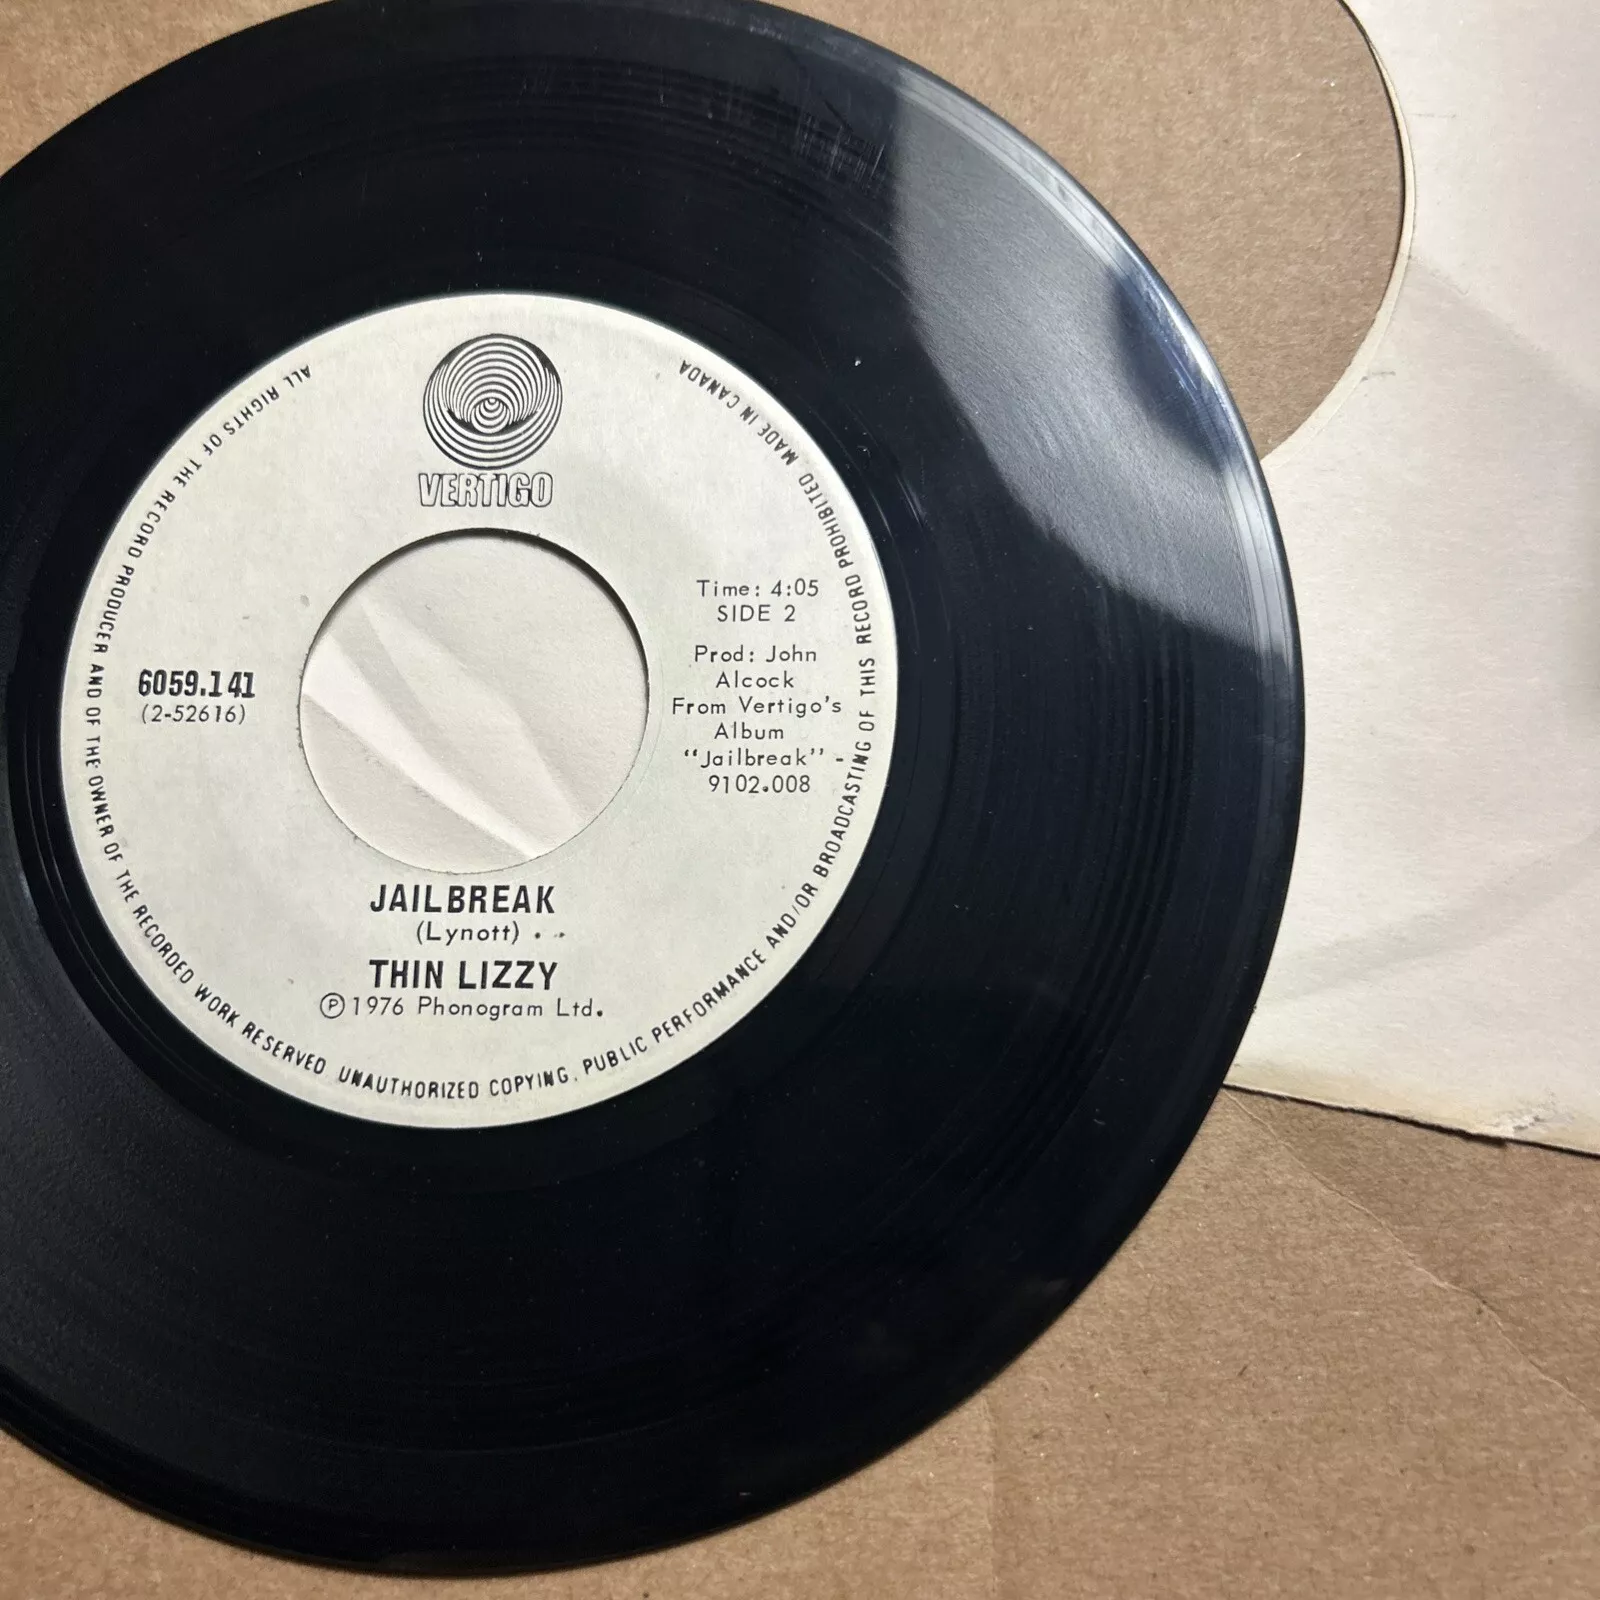 VERTIGO
Time: 4:05
SIDE 2
Prod: John
Alcock
From Vertigo's
Album
"Jailbreak" -
9102.008
6059.141
(2-52616)
JAILBREAK
(Lynott)
THIN LIZZY
Ⓟ1976 Phonogram Ltd.
ALL RIGHTS OF THE RECORD PRODUCER AND OF THE OWNER OF THE RECORDED WORK RESERVED UNAUTHORIZED COPYING, PUBLIC PERFORMANCE AND/OR BROADCASTING OF THIS RECORD PROHIBITED MADE IN CANADA